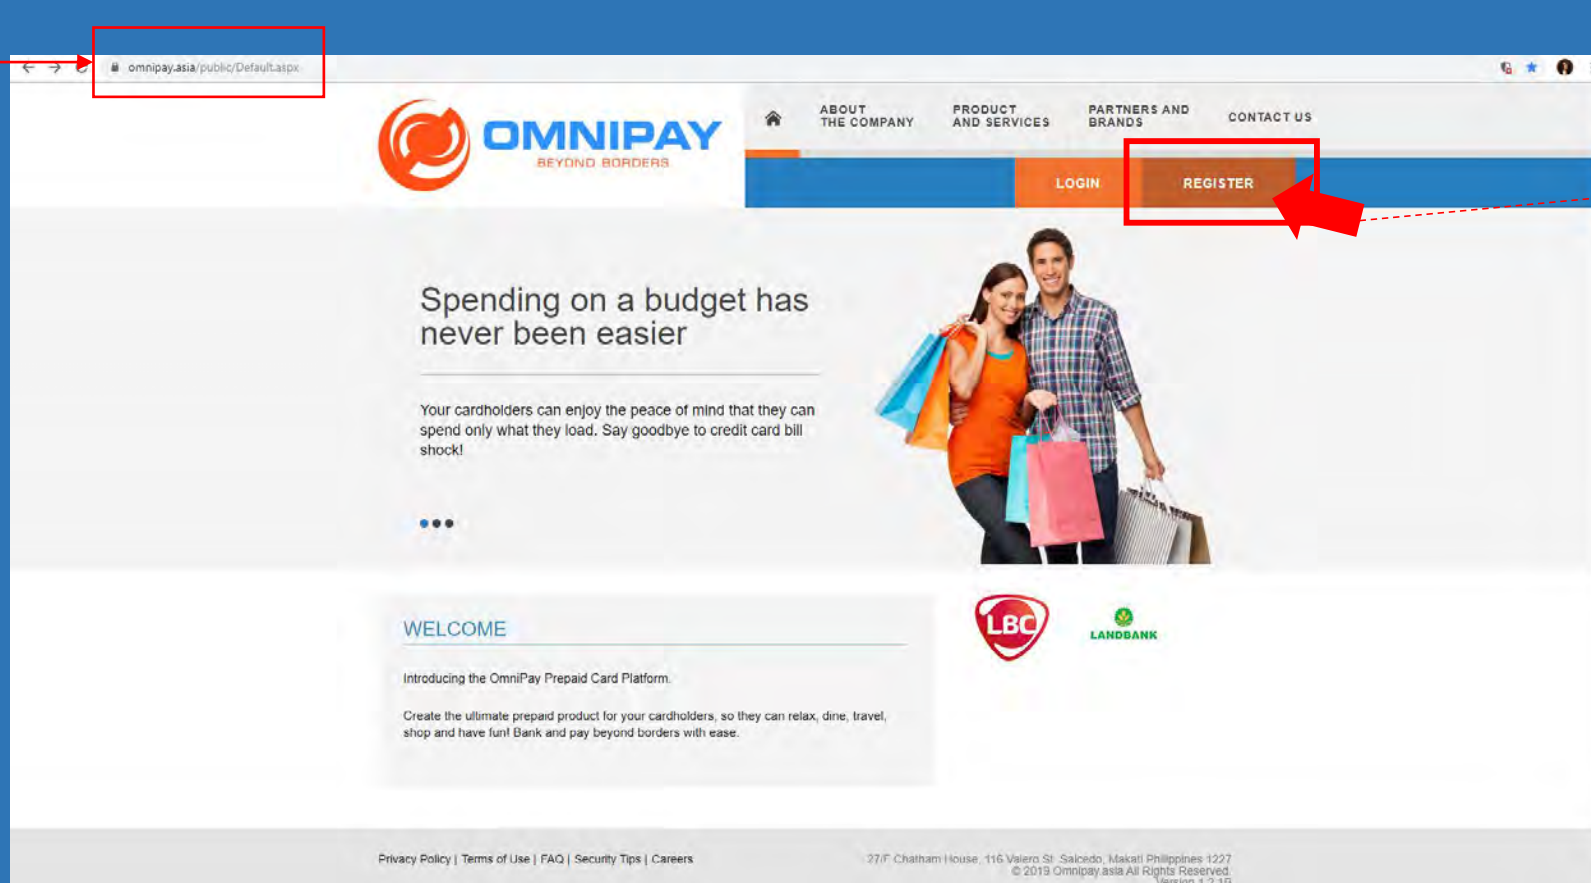 omnipay.asia/public/Default.aspx
OMNIPAY
BEYOND BORDERS
ABOUT
THE COMPANY
PRODUCT
AND SERVICES
PARTNERS AND
BRANDS
CONTACT US
LOGIN
REGISTER
Spending on a budget has
never been easier
Your cardholders can enjoy the peace of mind that they can
spend only what they load. Say goodbye to credit card bill
shock!
WELCOME
Introducing the OmniPay Prepaid Card Platform.
Create the ultimate prepaid product for your cardholders, so they can relax, dine, travel,
shop and have fun! Bank and pay beyond borders with ease.
LBC
LANDBANK
Privacy Policy | Terms of Use | FAQ | Security Tips | Careers
27/F Chatham House, 116 Valero St. Salcedo, Makati Philippines 1227
© 2019 Omnipay.asia All Rights Reserved.
Version 1.2.19